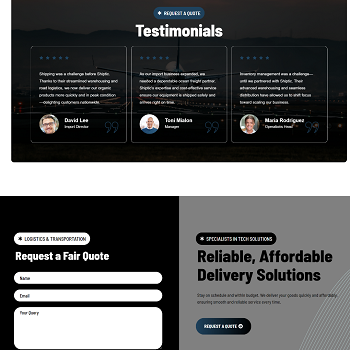 REQUEST A QUOTE
Testimonials
Shipping was a challenge before Shiptic.
Thanks to their streamlined warehousing and
road logistics, we now deliver our organic
products more quickly and in peak condition
—delighting customers nationwide.
David Lee
Import Director
As our import business expanded, we
needed a dependable ocean freight partner.
Shiptic's expertise and cost-effective service
ensure our equipment is shipped safely and
arrives right on time.
Toni Mialon
Manager
Inventory management was a challenge—
until we partnered with Shiptic. Their
advanced warehousing and seamless
distribution have allowed us to shift focus
toward scaling our business.
Maria Rodriguez
Operations Head
LOGISTICS & TRANSPORTATION
Request a Fair Quote
Name
Email
Your Query
SPECIALISTS IN TECH SOLUTIONS
Reliable, Affordable
Delivery Solutions
Stay on schedule and within budget. We deliver your goods quickly and affordably,
ensuring smooth and reliable service every time.
REQUEST A QUOTE